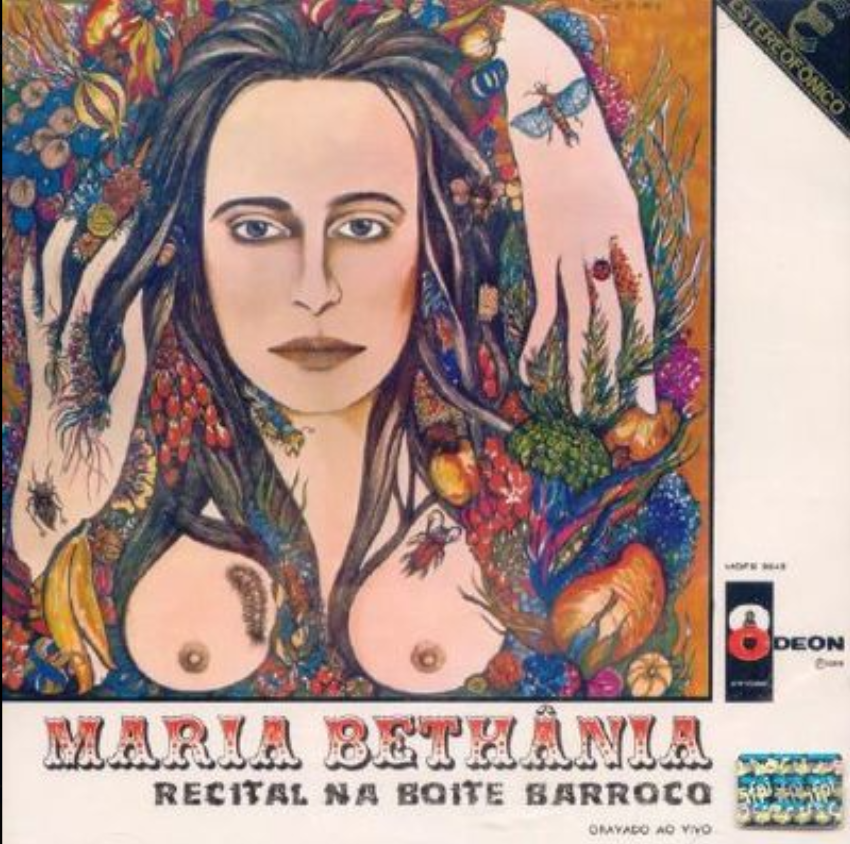 ESTEREOFÔNICO
ODEON
MARIA BETHÂNIA
RECITAL NA BOITE BARROCO
GRAVADO AO VIVO